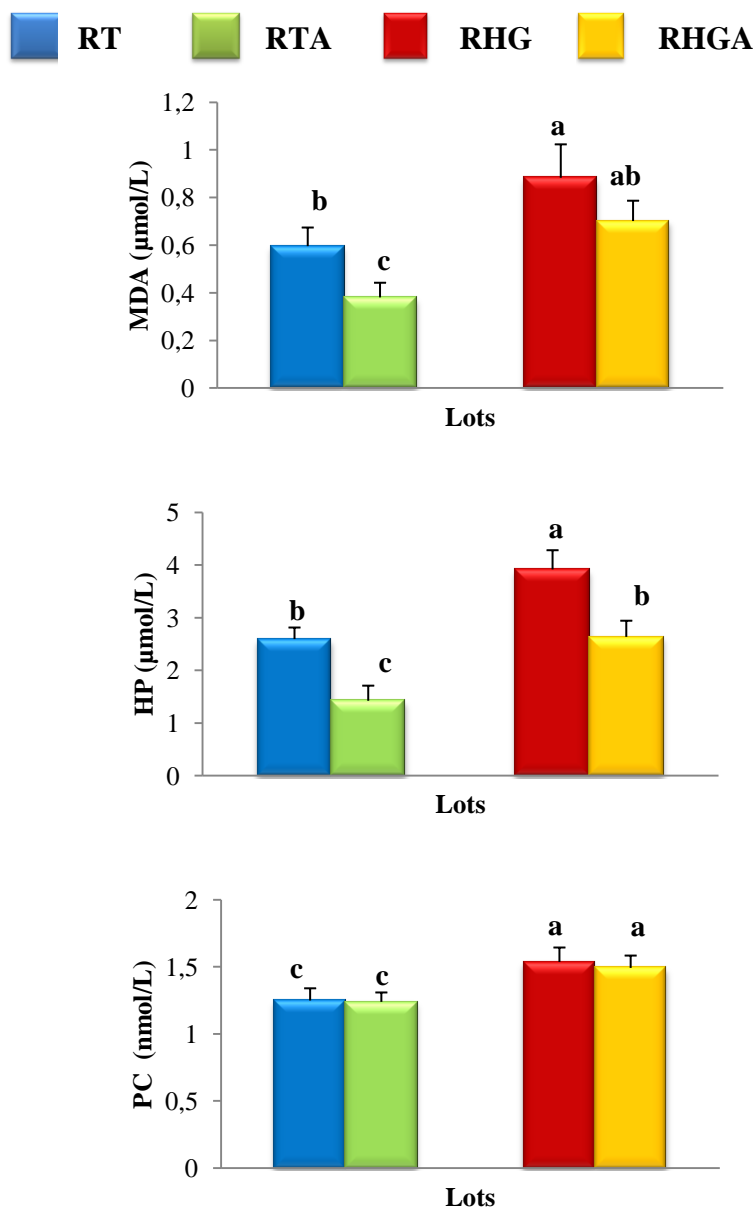 RT RTA RHG RHGA
1,2
1
0,8
0,6
0,4
0,2
0
MDA (µmol/L)
b
c
a
ab
Lots
5
4
3
2
1
0
HP (µmol/L)
b
c
a
b
Lots
2
1,5
1
0,5
0
PC (nmol/L)
c
c
a
a
Lots